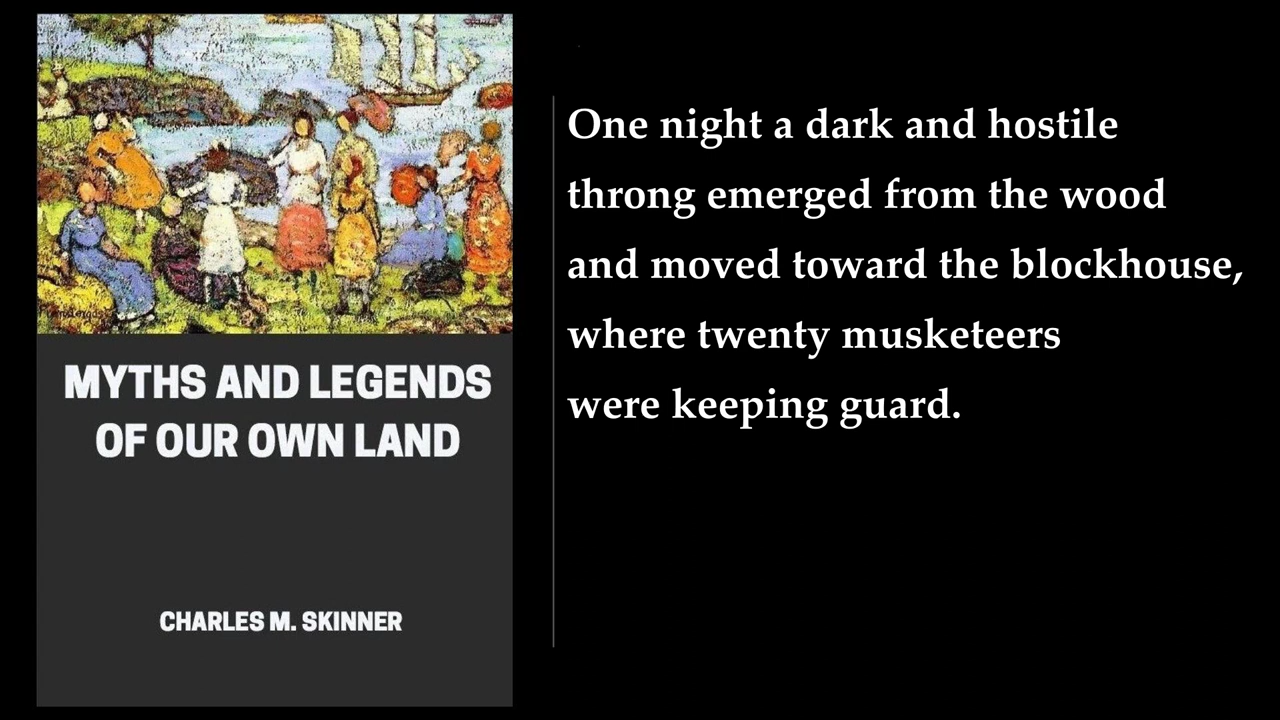 MYTHS AND LEGENDS
OF OUR OWN LAND
CHARLES M. SKINNER
One night a dark and hostile
throng emerged from the wood
and moved toward the blockhouse,
where twenty musketeers
were keeping guard.